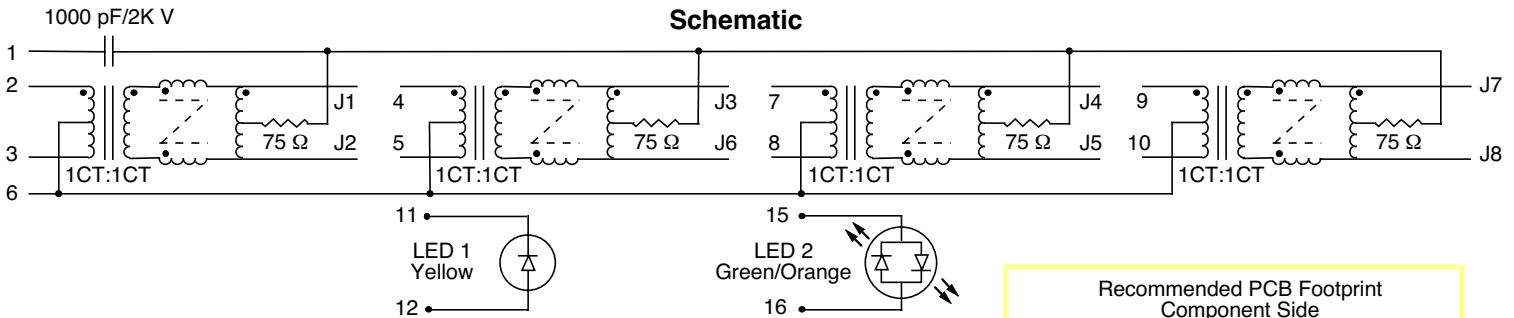 1000 pF/2K V
Schematic
1
2
3
6
J1
J2
75 Ω
1CT:1CT
4
5
J3
J6
75 Ω
1CT:1CT
7
8
J4
J5
75 Ω
1CT:1CT
9
10
J7
J8
75 Ω
1CT:1CT
11
LED 1
Yellow
12
15
LED 2
Green/Orange
16
Recommended PCB Footprint
Component Side